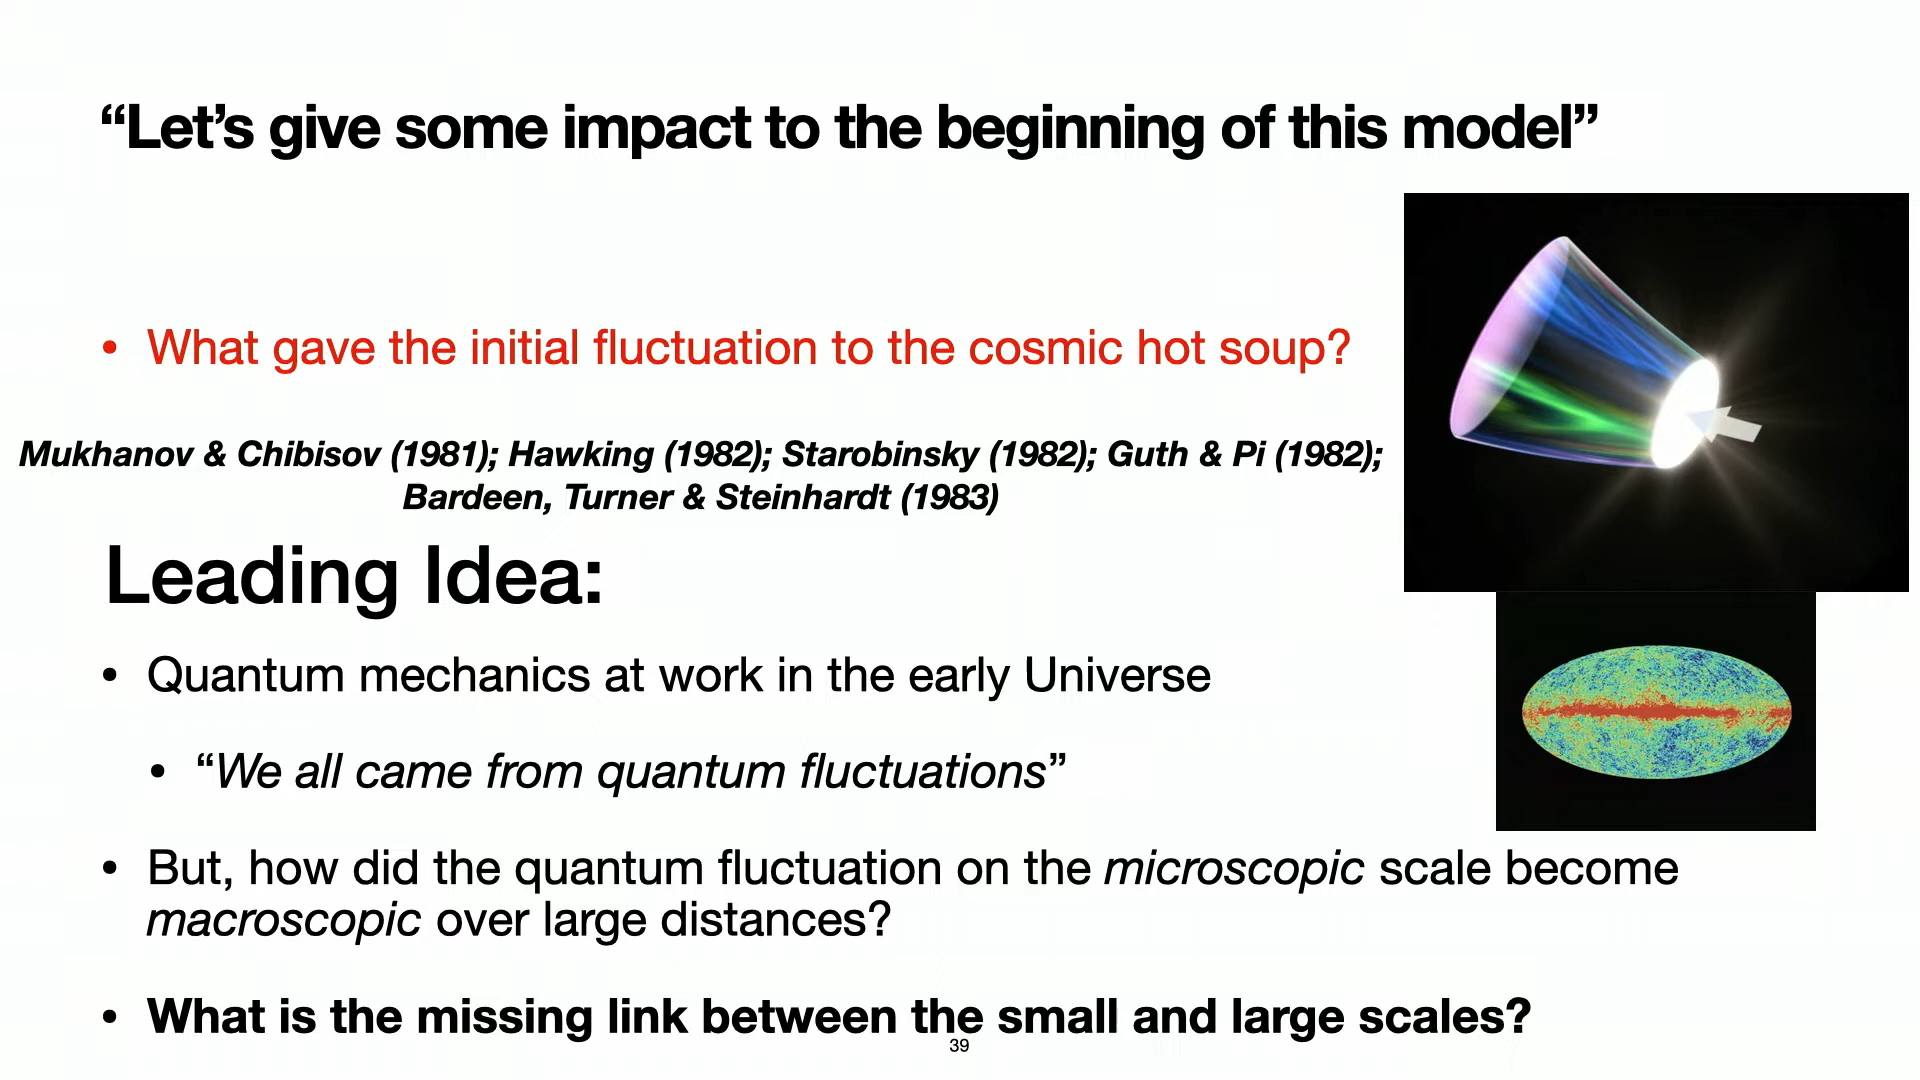 “Let’s give some impact to the beginning of this model”
• What gave the initial fluctuation to the cosmic hot soup?
Mukhanov & Chibisov (1981); Hawking (1982); Starobinsky (1982); Guth & Pi (1982);
Bardeen, Turner & Steinhardt (1983)
Leading Idea:
• Quantum mechanics at work in the early Universe
• “We all came from quantum fluctuations”
• But, how did the quantum fluctuation on the microscopic scale become
macroscopic over large distances?
• What is the missing link between the small and large scales?
39